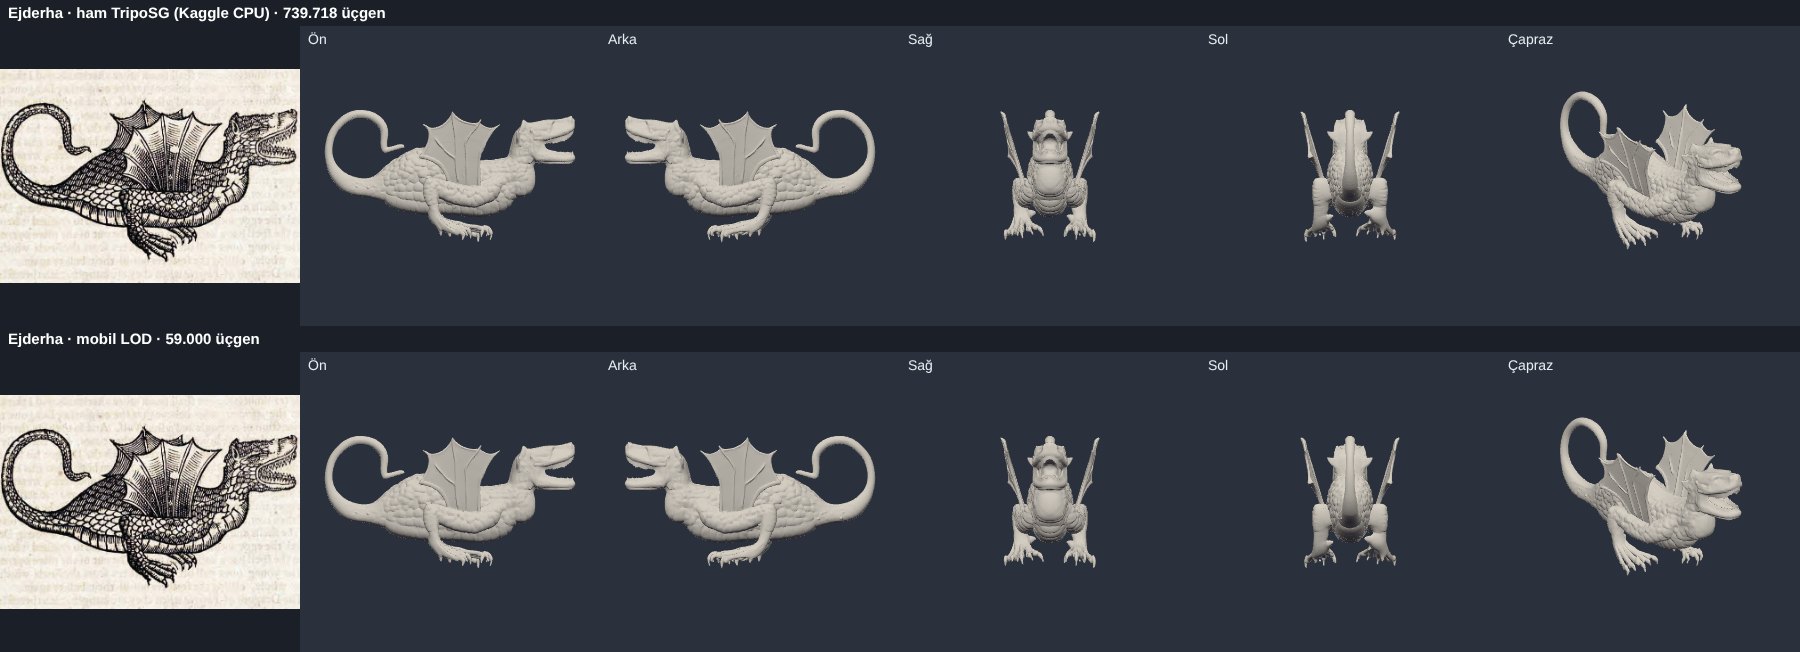 Ejderha · ham TripoSG (Kaggle CPU) · 739.718 üçgen
Ön
Arka
Sağ
Sol
Çapraz
Ejderha · mobil LOD · 59.000 üçgen
Ön
Arka
Sağ
Sol
Çapraz